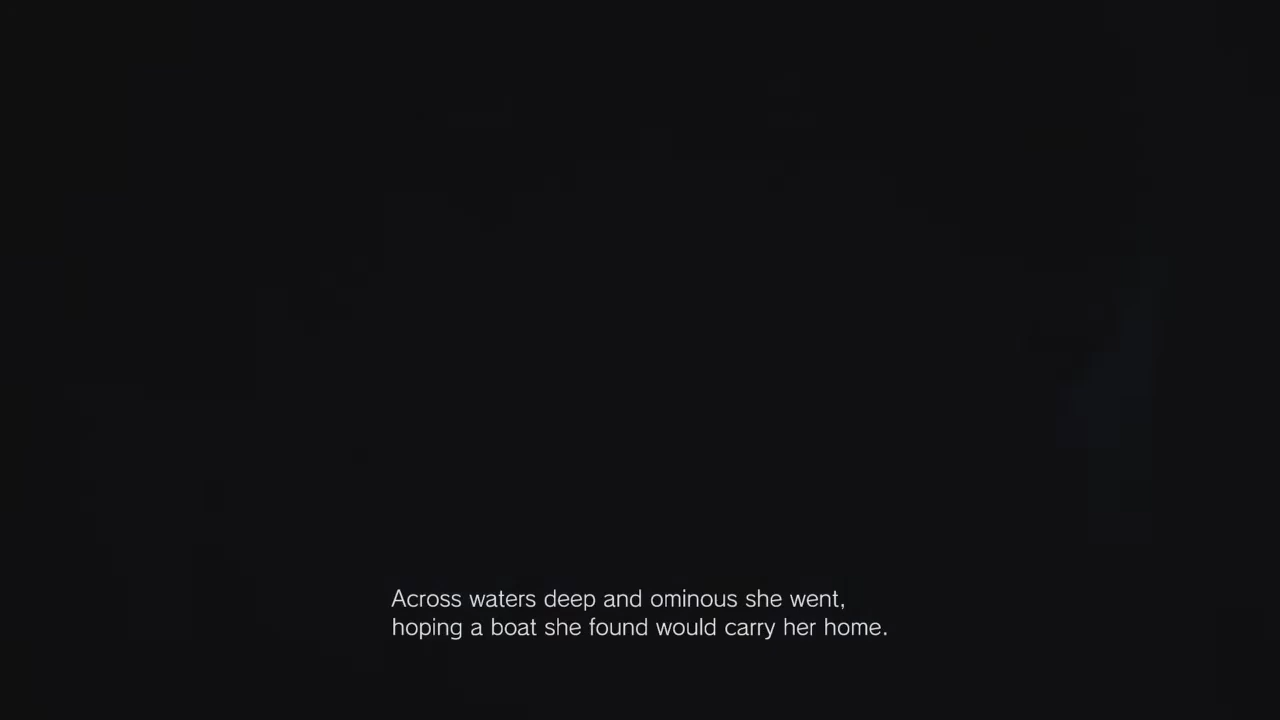 Across waters deep and ominous she went,
hoping a boat she found would carry her home.